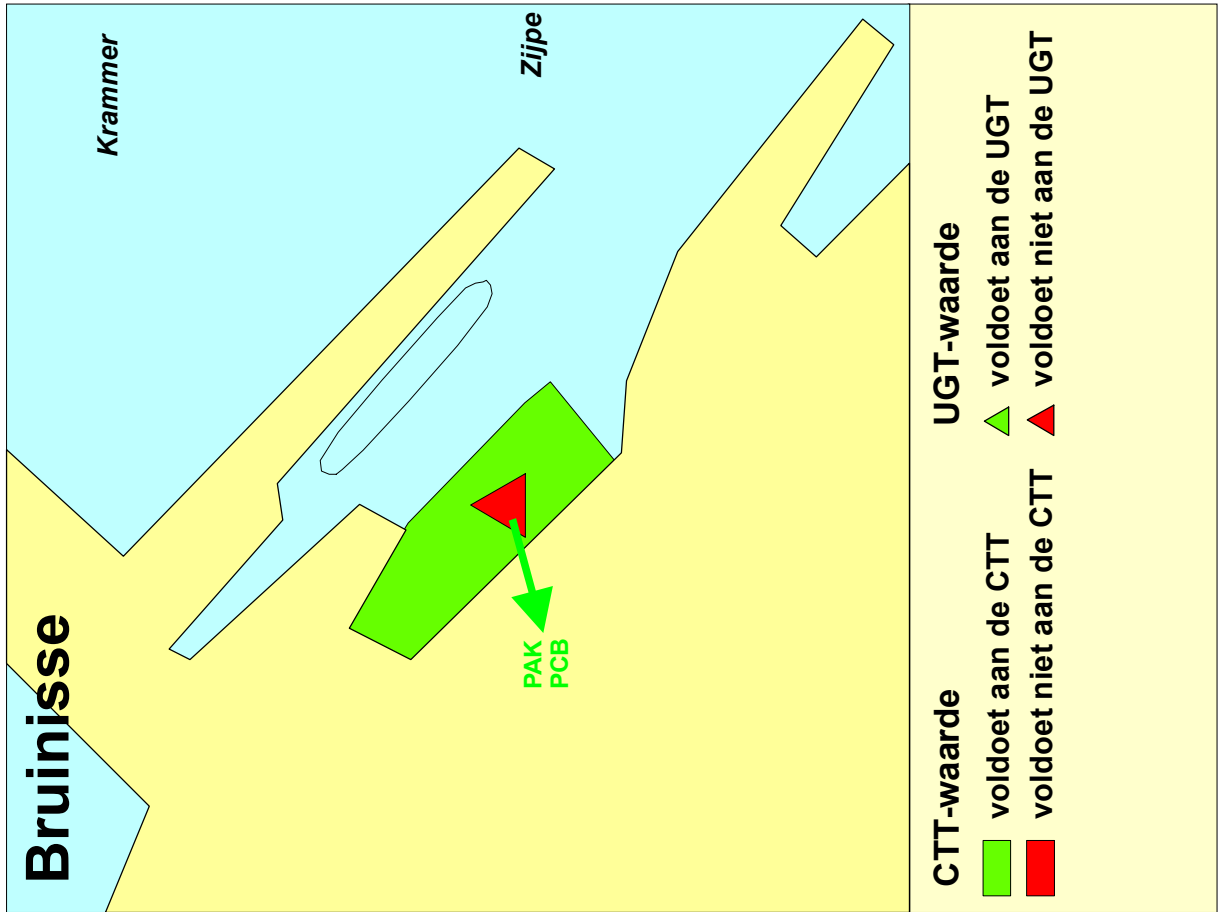 Bruinisse
Krammer
Zijpe
PAK
PCB
CTT-waarde
voldoet aan de CTT
voldoet niet aan de CTT
UGT-waarde
voldoet aan de UGT
voldoet niet aan de UGT